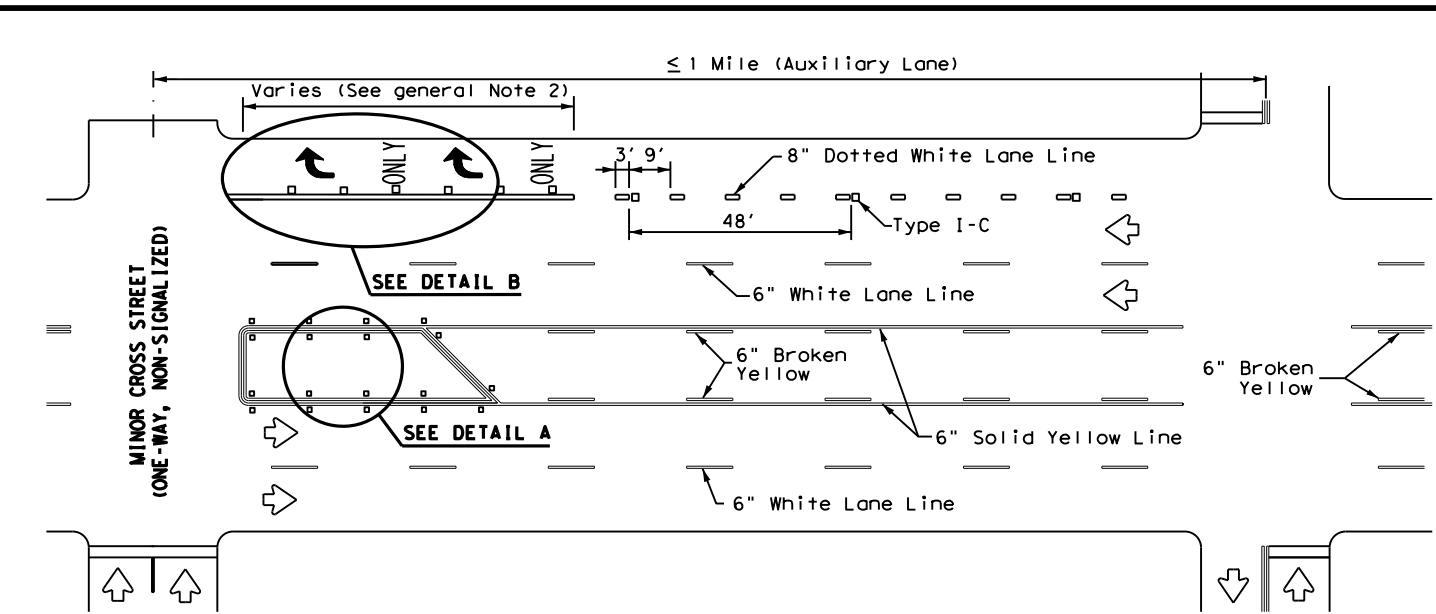 ≤ 1 Mile (Auxiliary Lane)
Varies (See general Note 2)
ONLY
ONLY
3' 9'
8" Dotted White Lane Line
48'
Type I-C
SEE DETAIL B
6" White Lane Line
MINOR CROSS STREET
(ONE-WAY, NON-SIGNALIZED)
6" Broken
Yellow
6" Broken
Yellow
SEE DETAIL A
6" Solid Yellow Line
6" White Lane Line